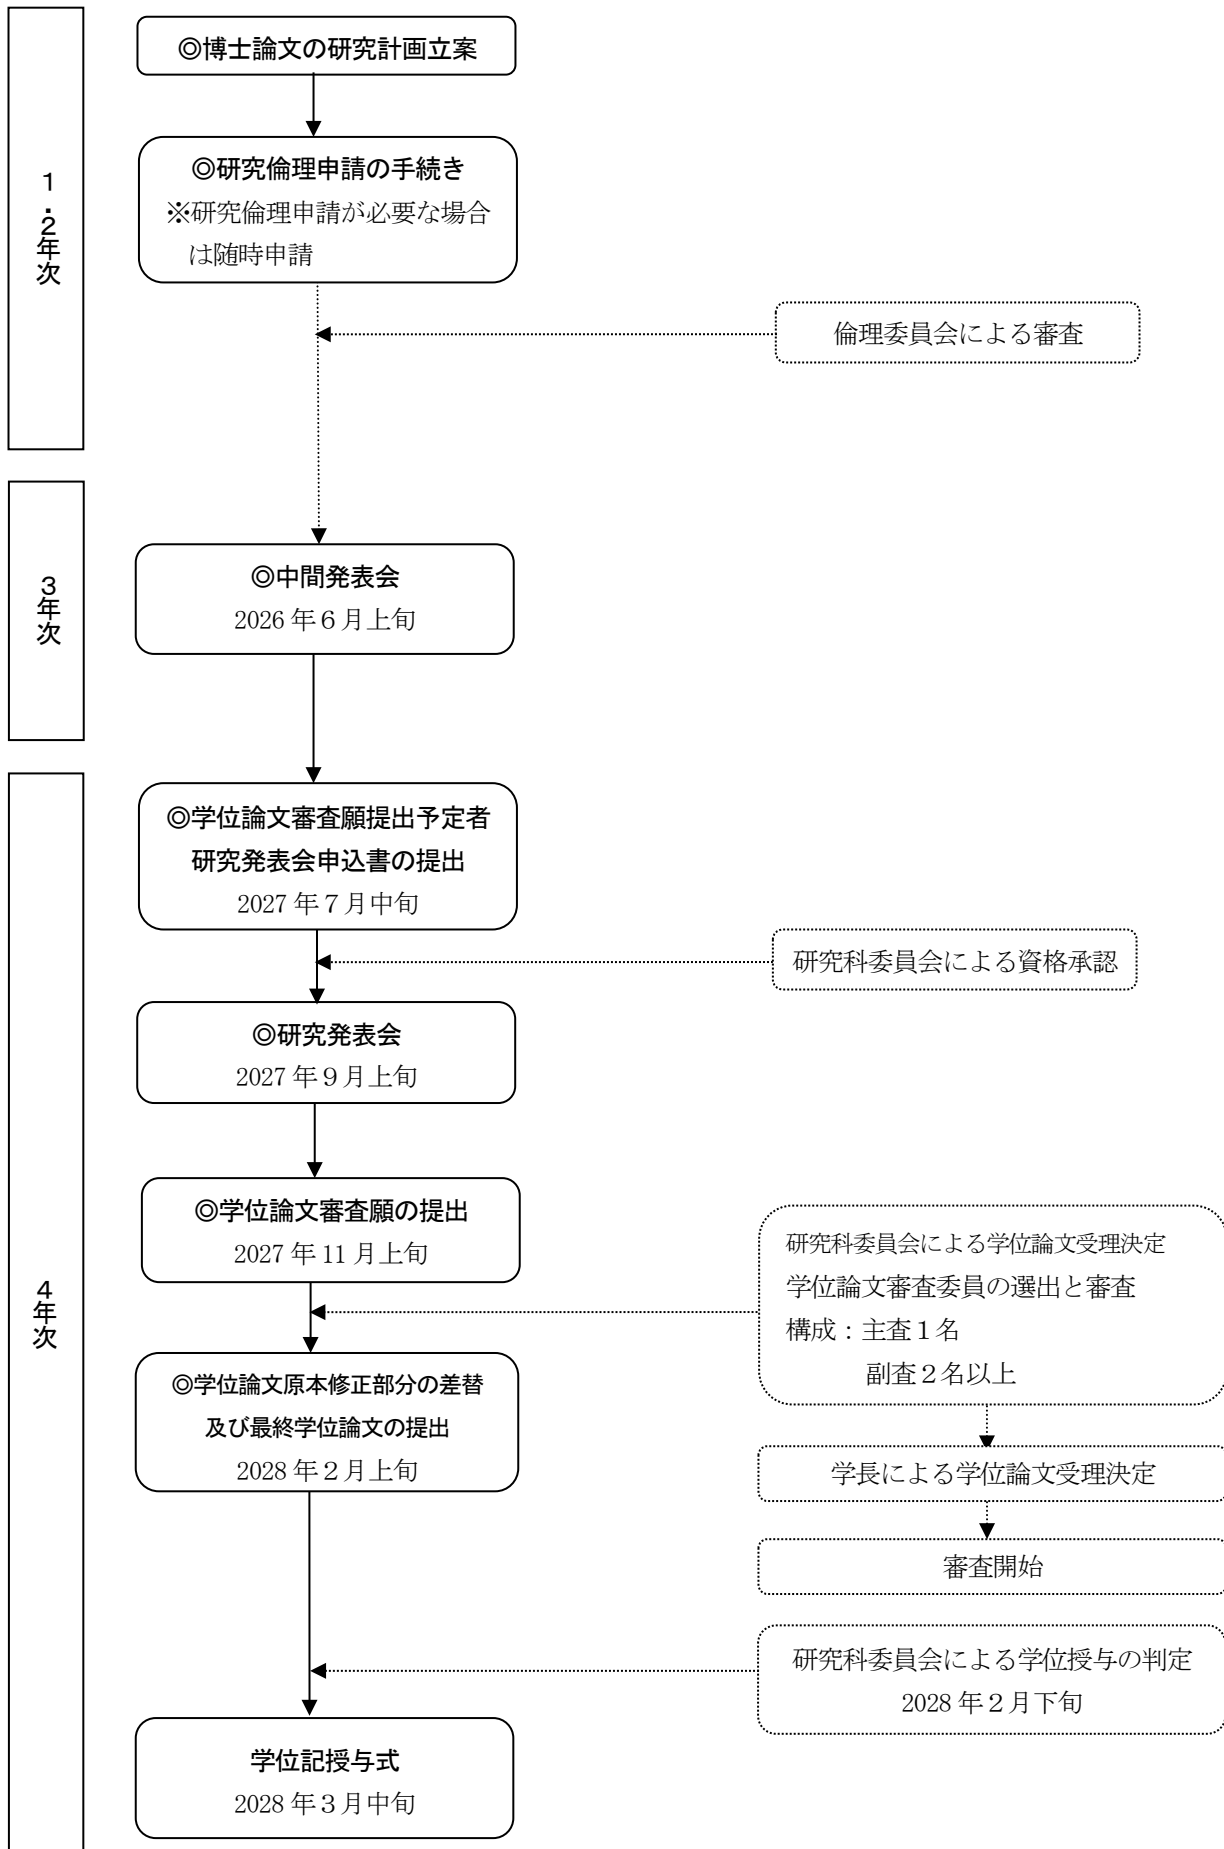 1・2年次
◎博士論文の研究計画立案
◎研究倫理申請の手続き
※研究倫理申請が必要な場合
は随時申請
倫理委員会による審査
3年次
◎中間発表会
2026年6月上旬
4年次
◎学位論文審査願提出予定者
研究発表会申込書の提出
2027年7月中旬
研究科委員会による資格承認
◎研究発表会
2027年9月上旬
◎学位論文審査願の提出
2027年11月上旬
研究科委員会による学位論文受理決定
学位論文審査委員の選出と審査
構成：主査1名
副査2名以上
◎学位論文原本修正部分の差替
及び最終学位論文の提出
2028年2月上旬
学長による学位論文受理決定
審査開始
研究科委員会による学位授与の判定
2028年2月下旬
学位記授与式
2028年3月中旬